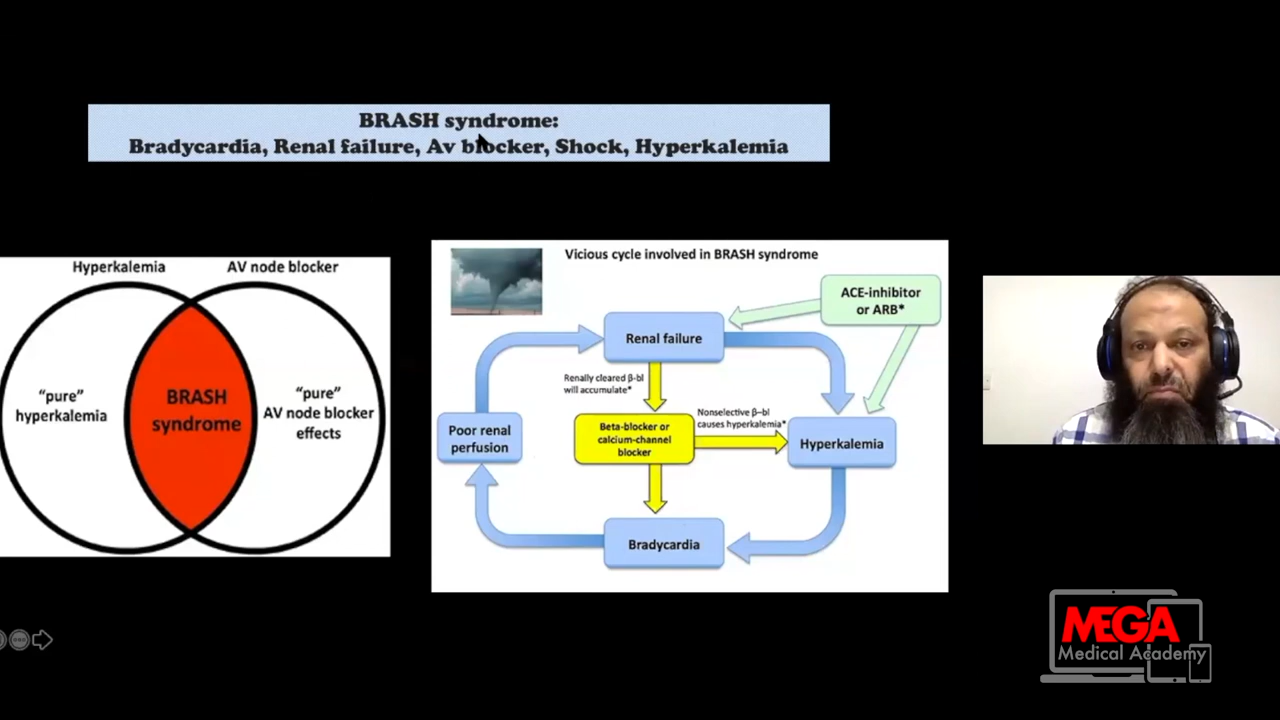 BRASH syndrome:
Bradycardia, Renal failure, Av blocker, Shock, Hyperkalemia
Hyperkalemia
AV node blocker
“pure”
hyperkalemia
BRASH
syndrome
“pure”
AV node blocker
effects
Vicious cycle involved in BRASH syndrome
ACE-inhibitor
or ARB*
Renal failure
Renally cleared β-bl
will accumulate*
Nonselective β–bl
causes hyperkalemia*
Poor renal
perfusion
Beta-blocker or
calcium-channel
blocker
Hyperkalemia
Bradycardia
MEGA
Medical Academy